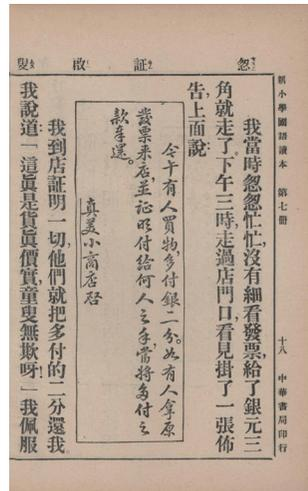 新小學國語讀本 第七冊 十八 中華書局印行
怱 証 啟 叟
我當時怱怱忙忙,沒有細看發票,給了銀元三
角就走了。下午三時,走過店門口,看見掛了一張佈
告,上面說:
今午有人買物多付銀二分。如有人拿原
發票来店,並証明付給何人之手,當將多付之
款奉還。
真美小商店啓
我到店証明一切,他們就把多付的二分還我
我說道:「這眞是貨眞價實,童叟無欺呀!」我佩服